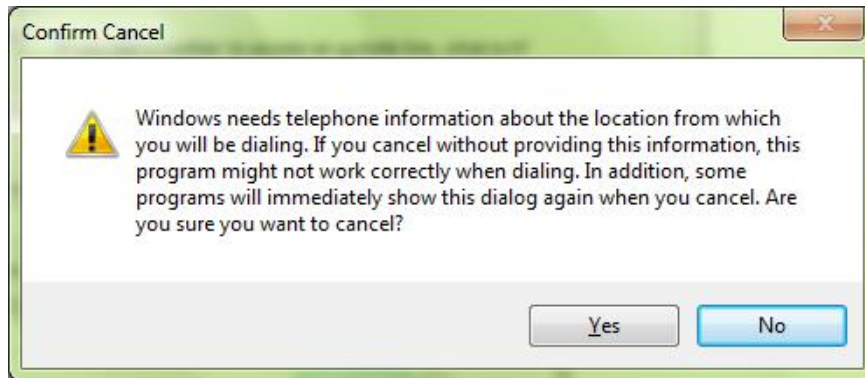 Confirm Cancel
Windows needs telephone information about the location from which
you will be dialing. If you cancel without providing this information, this
program might not work correctly when dialing. In addition, some
programs will immediately show this dialog again when you cancel. Are
you sure you want to cancel?
Yes
No